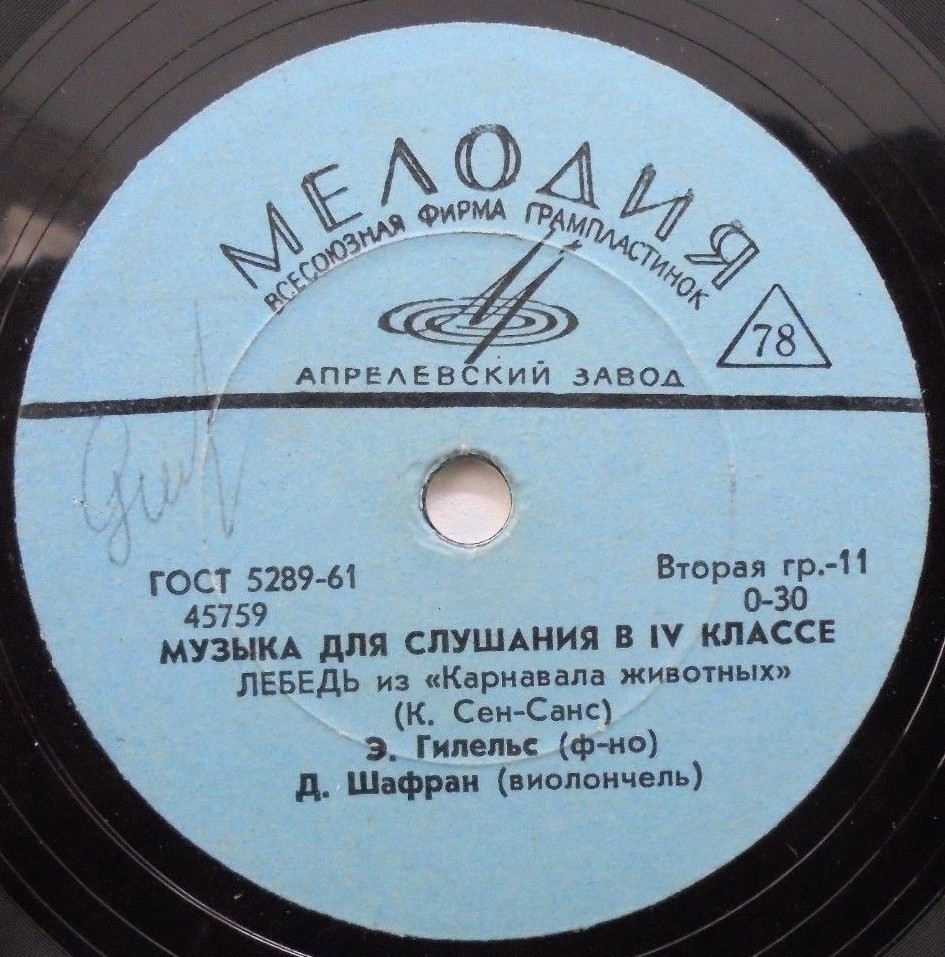 МЕЛОДИЯ
ВСЕСОЮЗНАЯ ФИРМА ГРАМПЛАСТИНОК
78
АПРЕЛЕВСКИЙ ЗАВОД
ГОСТ 5289-61
Вторая гр.-11
45759
0-30
МУЗЫКА ДЛЯ СЛУШАНИЯ В IV КЛАССЕ
ЛЕБЕДЬ из «Карнавала животных»
(К. Сен-Санс)
Э. Гилельс (ф-но)
Д. Шафран (виолончель)